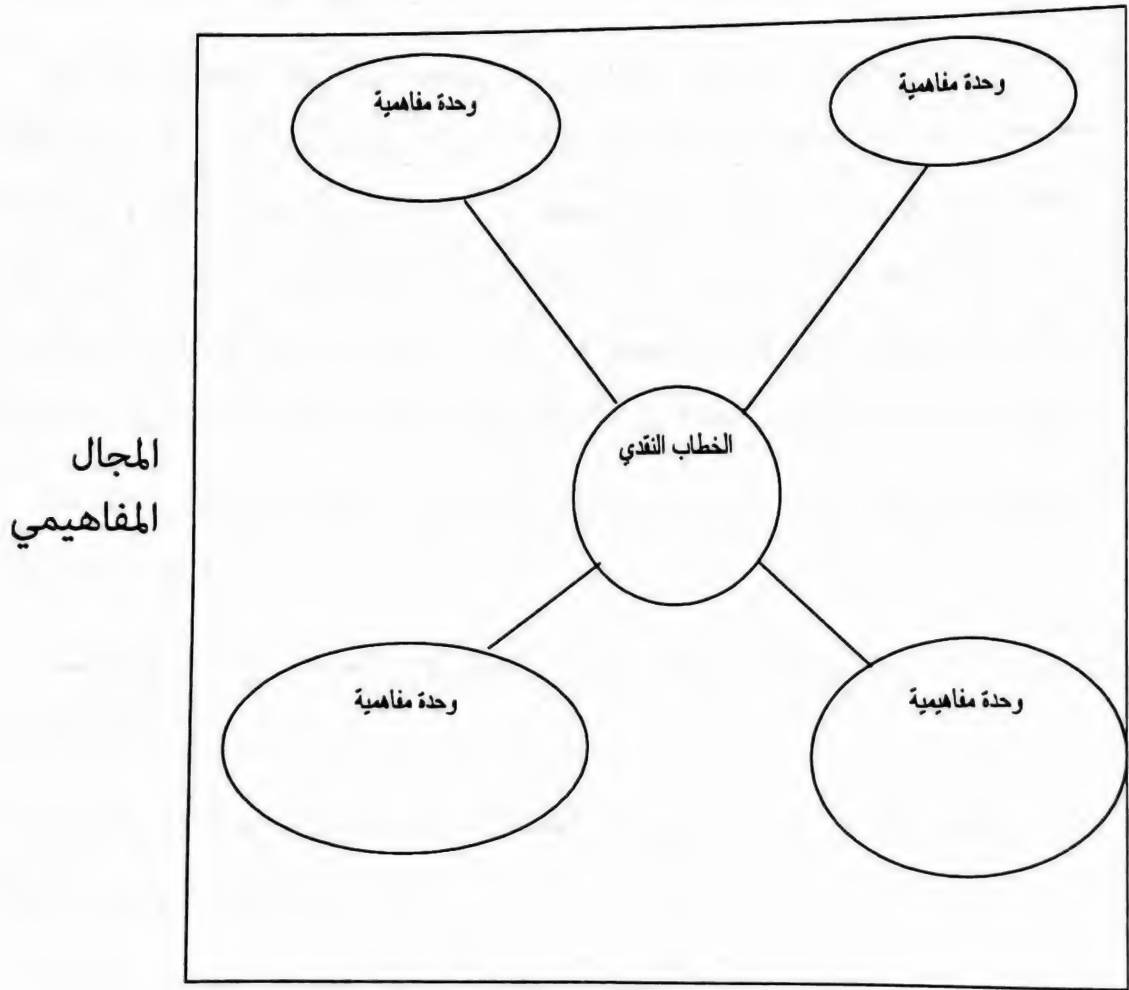 وحدة مفاهمية
وحدة مفاهمية
الخطاب النقدي
المجال
المفاهيمي
وحدة مفاهيمية
وحدة مفاهمية